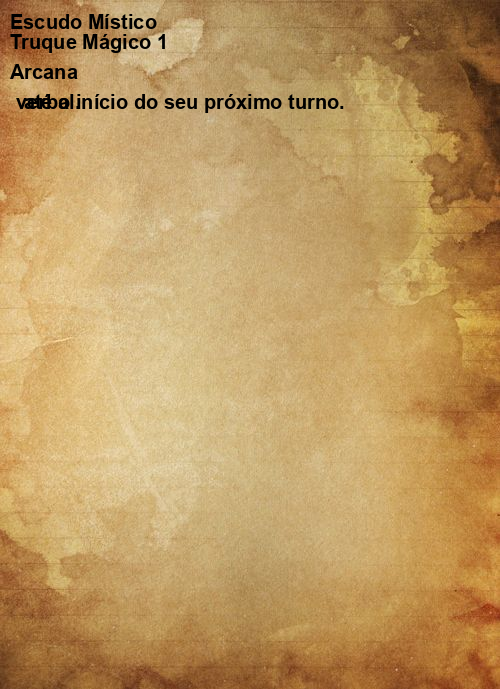 Escudo Místico
Truque Mágico 1
Arcana
início do seu próximo turno.